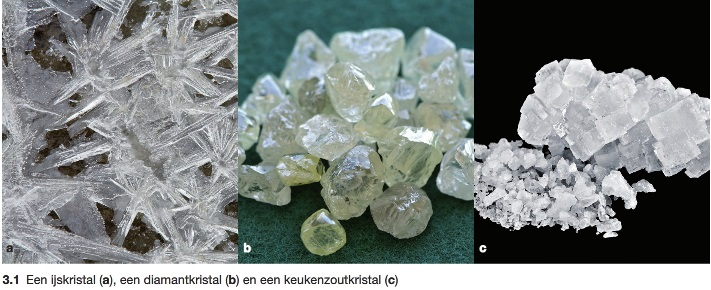 a
b
c
3.1 Een ijskristal (a), een diamantkristal (b) en een keukenzoutkristal (c)